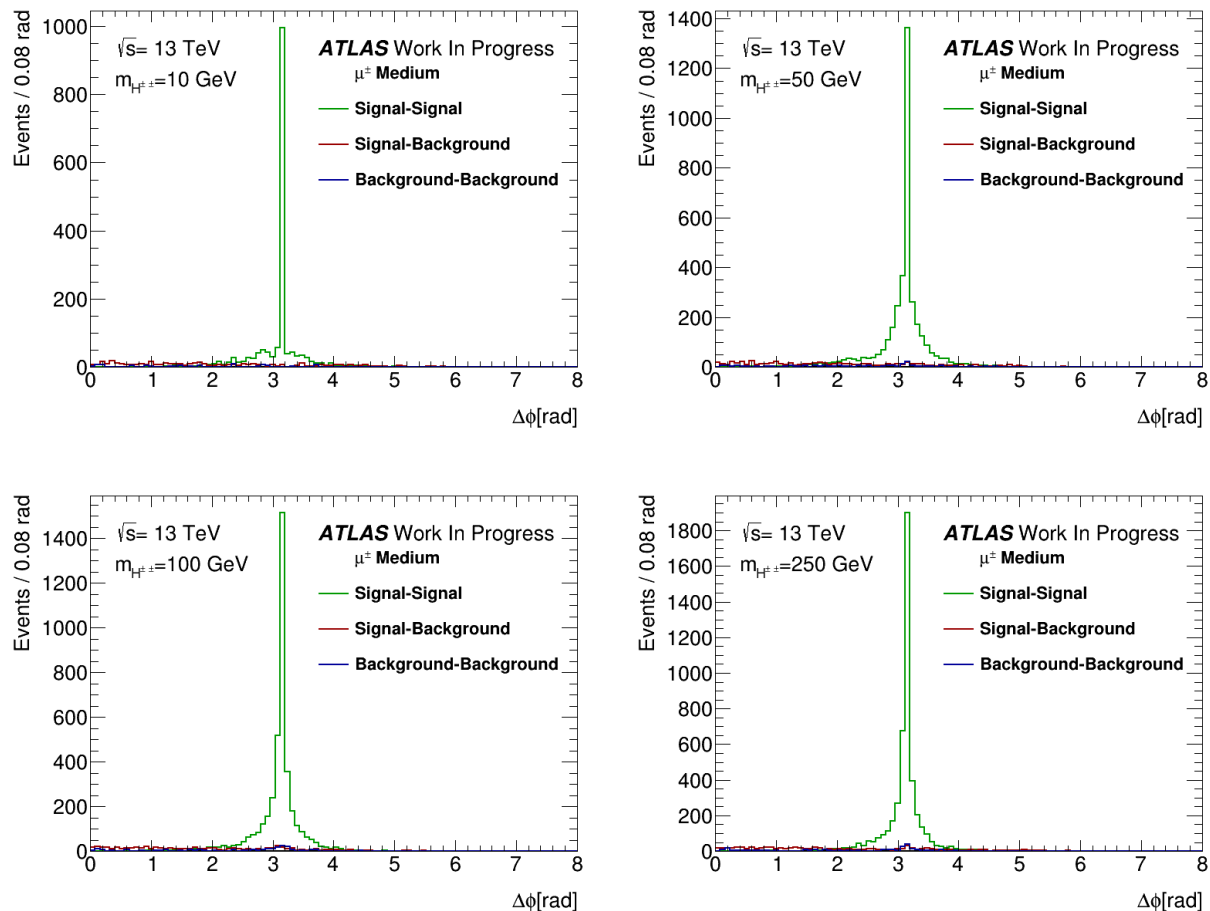 Events / 0.08 rad
1000
800
600
400
200
0
√s= 13 TeV
m_H±± =10 GeV
ATLAS Work In Progress
μ± Medium
Signal-Signal
Signal-Background
Background-Background
0 1 2 3 4 5 6 7 8
Δϕ[rad]
Events / 0.08 rad
1400
1200
1000
800
600
400
200
0
√s= 13 TeV
m_H±± =50 GeV
ATLAS Work In Progress
μ± Medium
Signal-Signal
Signal-Background
Background-Background
0 1 2 3 4 5 6 7 8
Δϕ[rad]
Events / 0.08 rad
1400
1200
1000
800
600
400
200
0
√s= 13 TeV
m_H±± =100 GeV
ATLAS Work In Progress
μ± Medium
Signal-Signal
Signal-Background
Background-Background
0 1 2 3 4 5 6 7 8
Δϕ[rad]
Events / 0.08 rad
1800
1600
1400
1200
1000
800
600
400
200
0
√s= 13 TeV
m_H±± =250 GeV
ATLAS Work In Progress
μ± Medium
Signal-Signal
Signal-Background
Background-Background
0 1 2 3 4 5 6 7 8
Δϕ[rad]